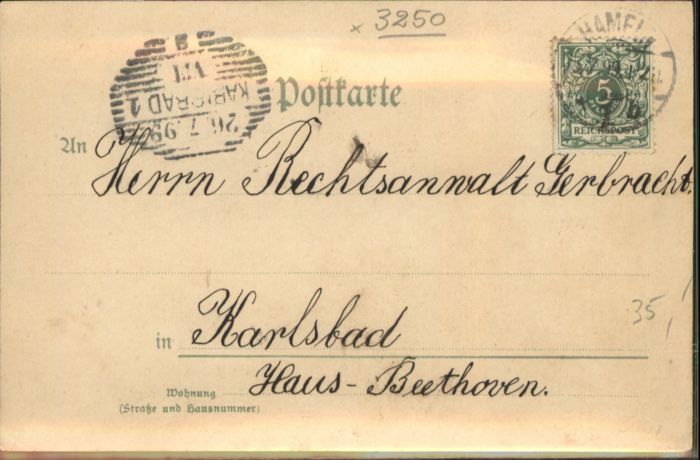 3250
HAMEL
5
REICHSPOST
KARLSBAD 1
26.7.99
Postkarte
An Herrn Rechtsanwalt Gerbracht.
35,
in Karlsbad
Wohnung Haus-Beethoven.
(Straße und Hausnummer)